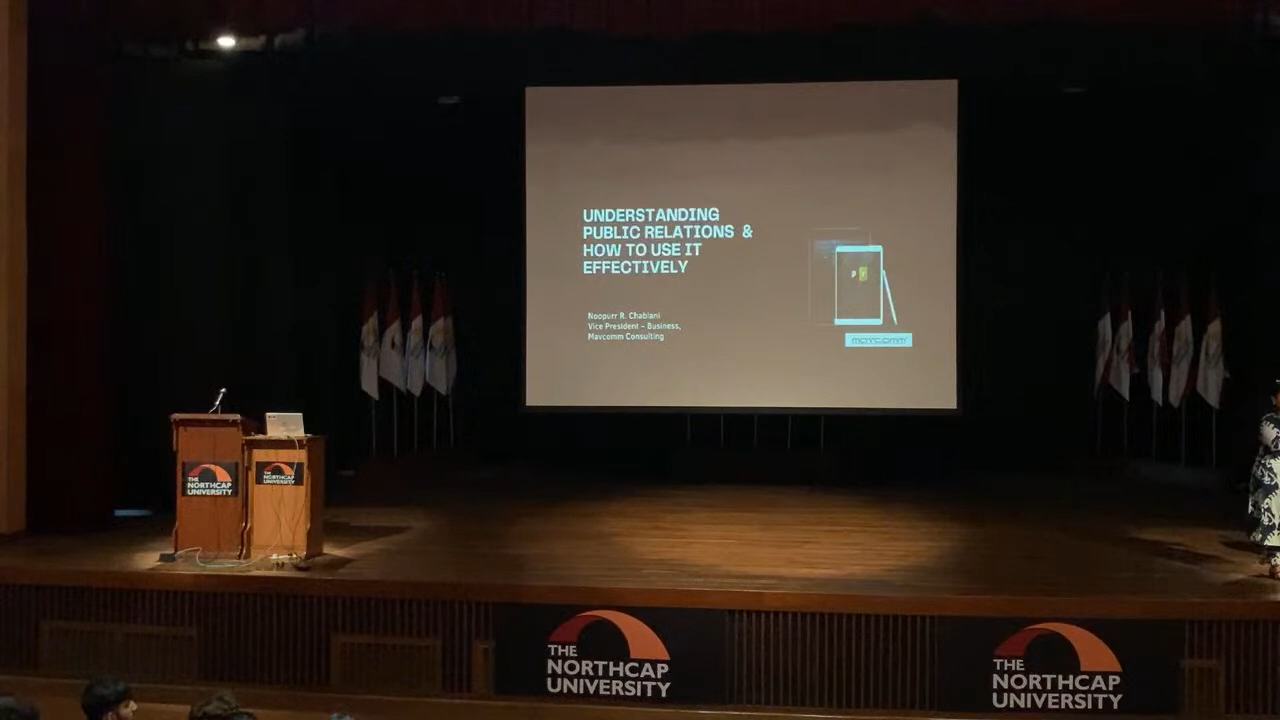 UNDERSTANDING
PUBLIC RELATIONS &
HOW TO USE IT
EFFECTIVELY
Noopurr R. Chablani
Vice President - Business,
Mavcomm Consulting
THE
NORTHCAP
UNIVERSITY
THE
NORTHCAP
UNIVERSITY
THE
NORTHCAP
UNIVERSITY
THE
NORTHCAP
UNIVERSITY